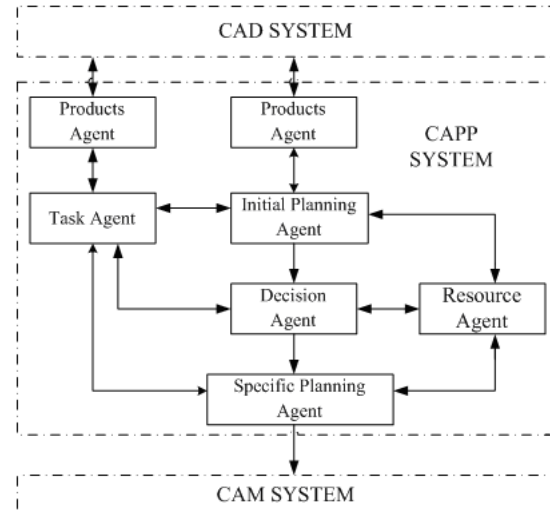 CAD SYSTEM
Products
Agent
Products
Agent
CAPP
SYSTEM
Task Agent
Initial Planning
Agent
Decision
Agent
Resource
Agent
Specific Planning
Agent
CAM SYSTEM